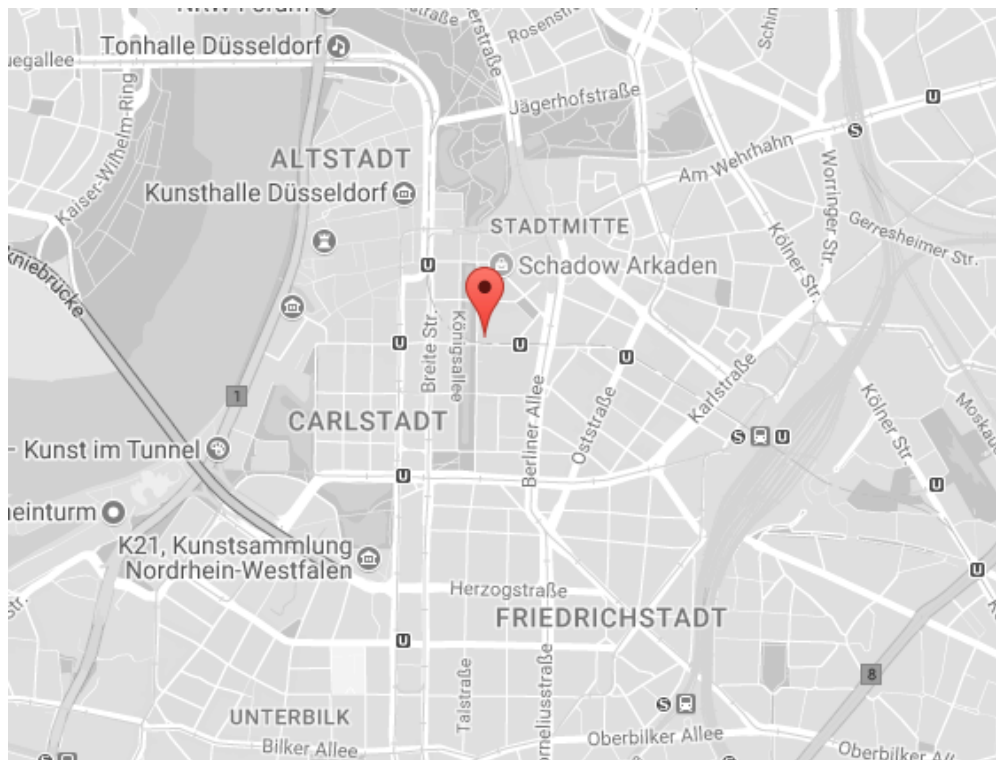 Tonhalle Düsseldorf
Rosenstr
Jägerhofstraße
Kaiser-Wilhelm-Ring
Am Wehrhahn
ALTSTADT
Kunsthalle Düsseldorf
Worringer Str.
STADTMITTE
Gerresheimer Str.
Kölner Str.
Schadow Arkaden
kniebrücke
Breite Str.
Königsallee
1
Berliner Allee
Oststraße
Karlstraße
Kölner Str.
CARLSTADT
Kunst im Tunnel
einturm
K21, Kunstsammlung
Nordrhein-Westfalen
Herzogstraße
FRIEDRICHSTADT
8
Talstraße
UNTERBILK
Bilker Allee
Oberbilker Allee
Oberbilker A